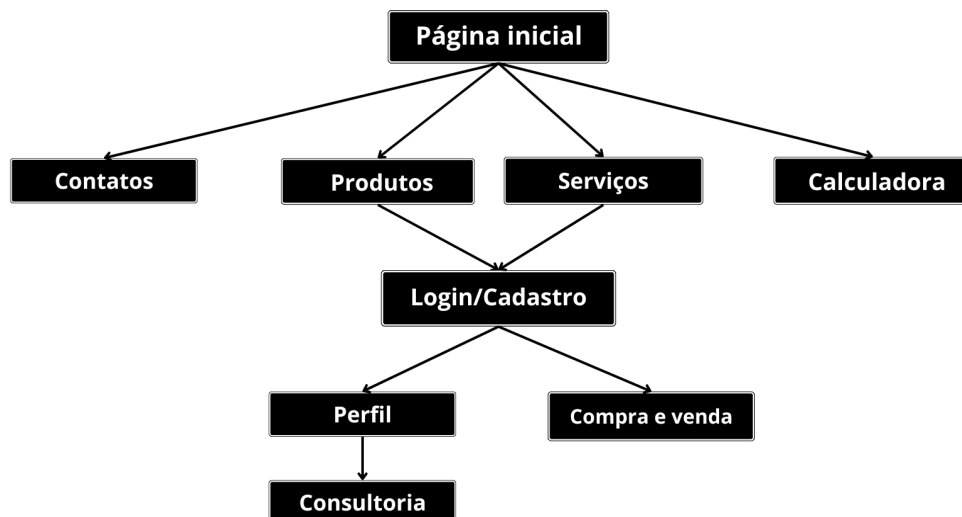 Página inicial
Contatos
Produtos
Serviços
Calculadora
Login/Cadastro
Perfil
Compra e venda
Consultoria